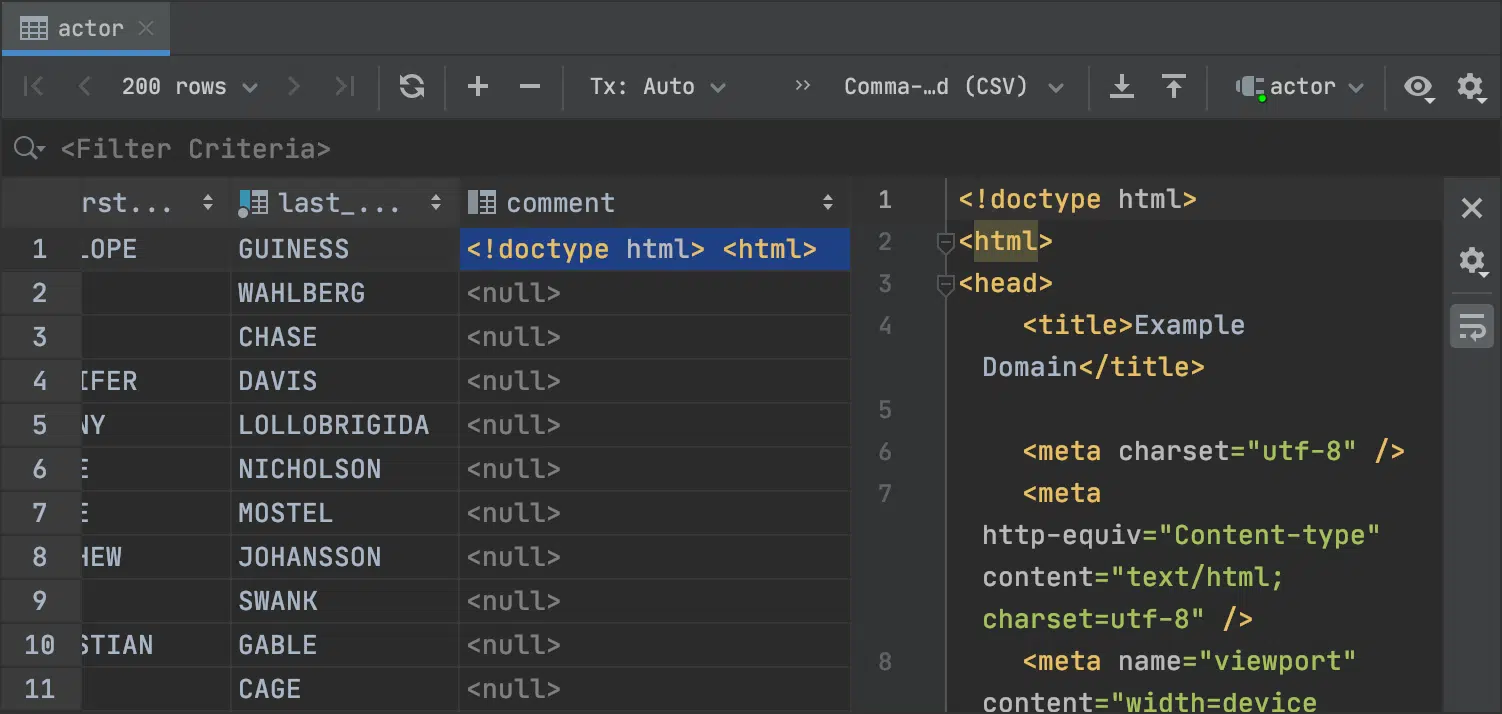 actor
200 rows Tx: Auto Comma-…d (CSV) actor
<Filter Criteria>
rst... last_... comment
1 LOPE GUINESS <!doctype html> <html>
2 WAHLBERG <null>
3 CHASE <null>
4 IFER DAVIS <null>
5 NY LOLLOBRIGIDA <null>
6 E NICHOLSON <null>
7 E MOSTEL <null>
8 HEW JOHANSSON <null>
9 SWANK <null>
10 STIAN GABLE <null>
11 CAGE <null>
1 <!doctype html>
2 <html>
3 <head>
4 <title>Example
Domain</title>
5
6 <meta charset="utf-8" />
7 <meta
http-equiv="Content-type"
content="text/html;
charset=utf-8" />
8 <meta name="viewport"
content="width=device